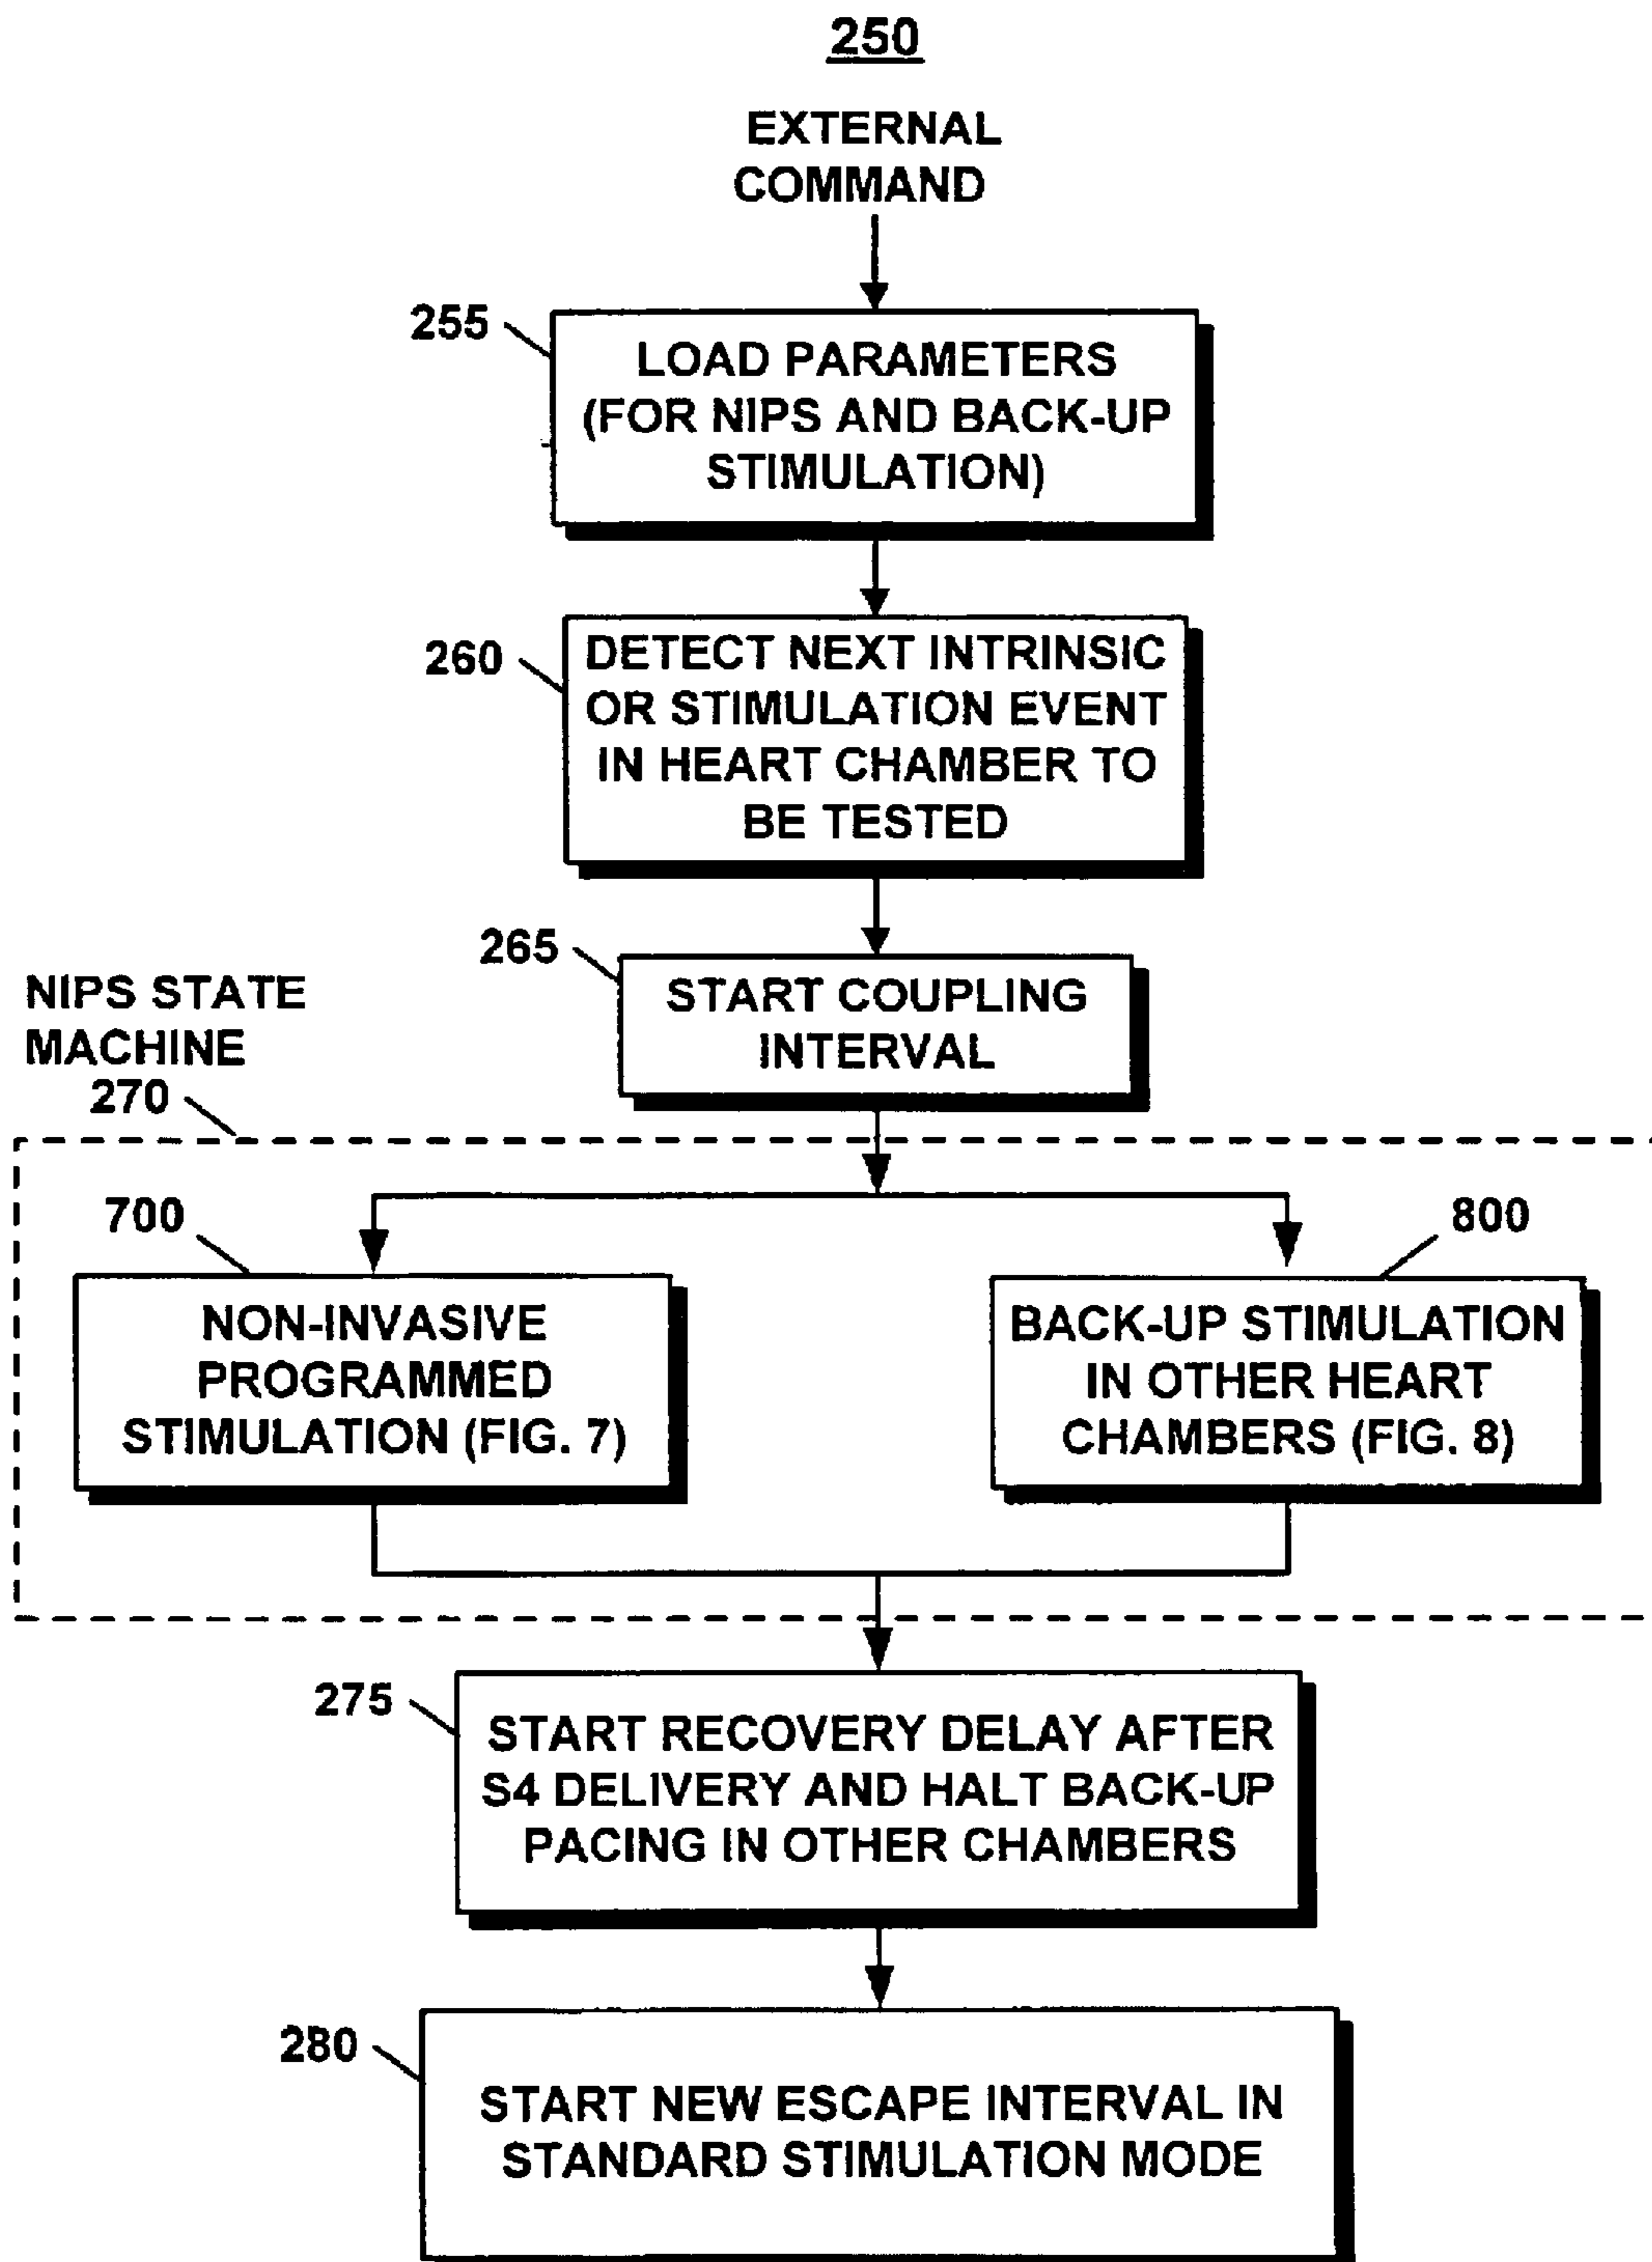 250
EXTERNAL
COMMAND
255
LOAD PARAMETERS
(FOR NIPS AND BACK-UP
STIMULATION)
260
DETECT NEXT INTRINSIC
OR STIMULATION EVENT
IN HEART CHAMBER TO
BE TESTED
265
START COUPLING
INTERVAL
NIPS STATE
MACHINE
270
700
NON-INVASIVE
PROGRAMMED
STIMULATION (FIG. 7)
800
BACK-UP STIMULATION
IN OTHER HEART
CHAMBERS (FIG. 8)
275
START RECOVERY DELAY AFTER
S4 DELIVERY AND HALT BACK-UP
PACING IN OTHER CHAMBERS
280
START NEW ESCAPE INTERVAL IN
STANDARD STIMULATION MODE